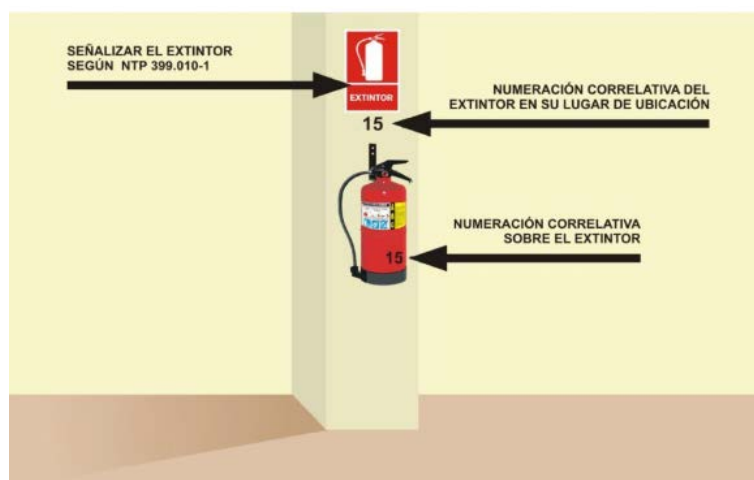 SEÑALIZAR EL EXTINTOR
SEGÚN NTP 399.010-1
EXTINTOR
NUMERACIÓN CORRELATIVA DEL
EXTINTOR EN SU LUGAR DE UBICACIÓN
15
NUMERACIÓN CORRELATIVA
SOBRE EL EXTINTOR
15